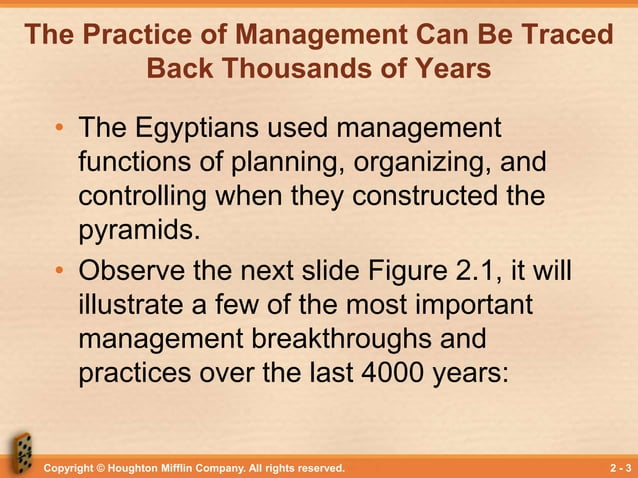 The Practice of Management Can Be Traced
Back Thousands of Years
• The Egyptians used management
functions of planning, organizing, and
controlling when they constructed the
pyramids.
• Observe the next slide Figure 2.1, it will
illustrate a few of the most important
management breakthroughs and
practices over the last 4000 years:
Copyright © Houghton Mifflin Company. All rights reserved.
2 - 3